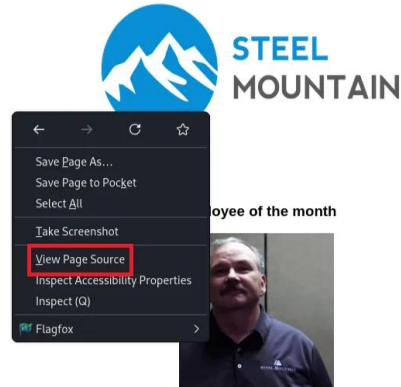 STEEL
MOUNTAIN
Save Page As...
Save Page to Pocket
Select All
oyee of the month
Take Screenshot
View Page Source
Inspect Accessibility Properties
Inspect (Q)
Flagfox